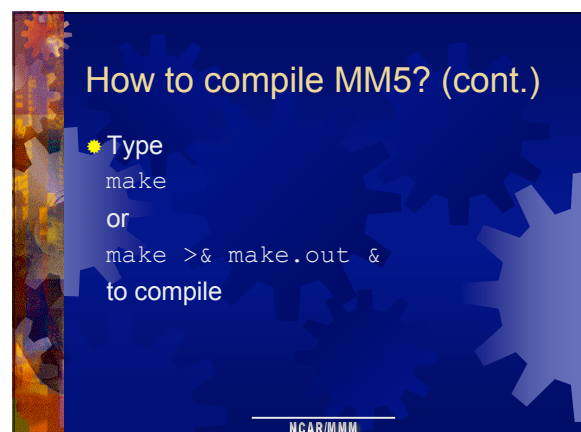 How to compile MM5? (cont.)
Type
make
or
make >& make.out &
to compile
NCAR/MMM